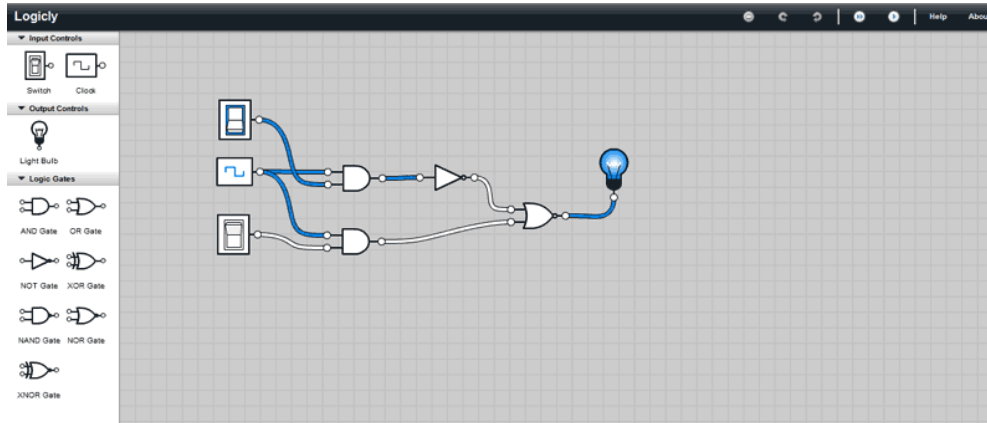 Logicly
Help Abou
Input Controls
Switch Clock
Output Controls
Light Bulb
Logic Gates
AND Gate OR Gate
NOT Gate XOR Gate
NAND Gate NOR Gate
XNOR Gate